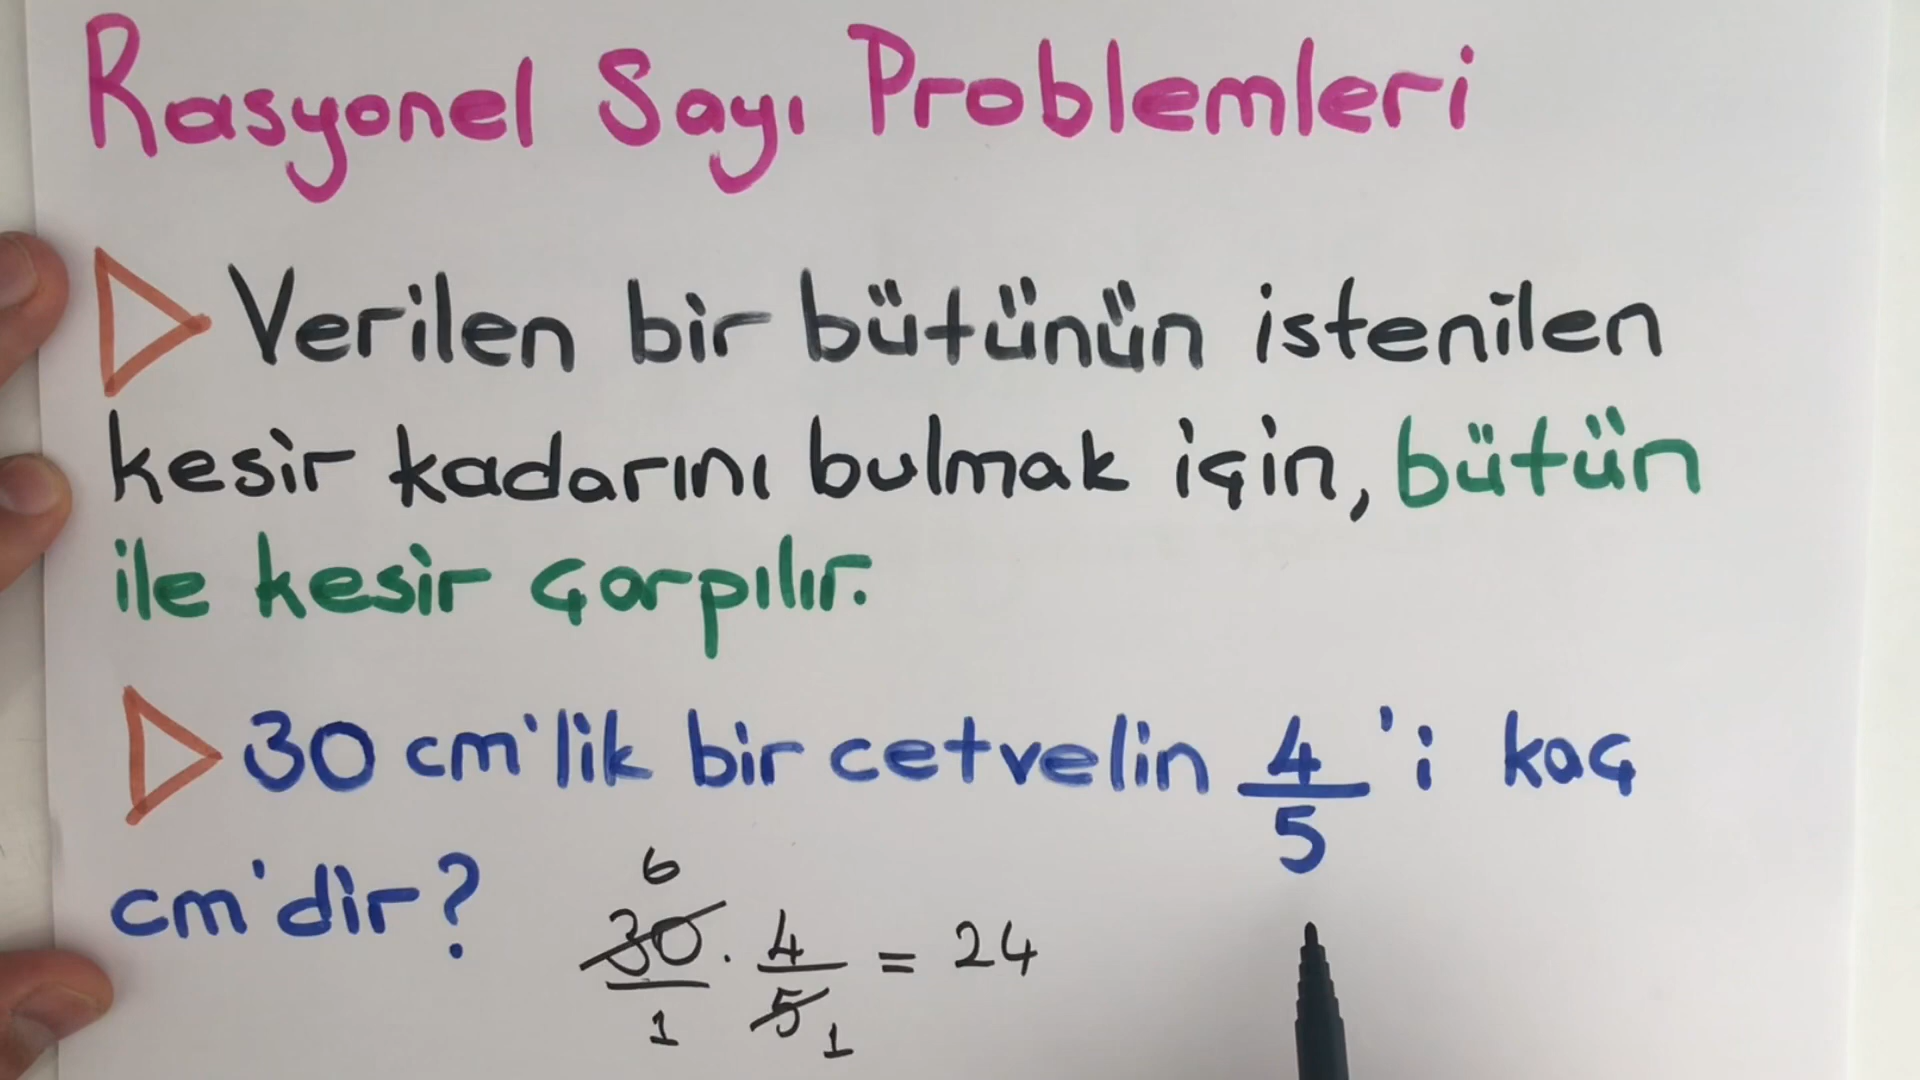 Rasyonel Sayı Problemleri
Verilen bir bütünün istenilen
kesir kadarını bulmak için, bütün
ile kesir çarpılır.
30 cm'lik bir cetvelin 4/5 'i kaç
cm'dir?
6
30/1 . 4/5 = 24
1